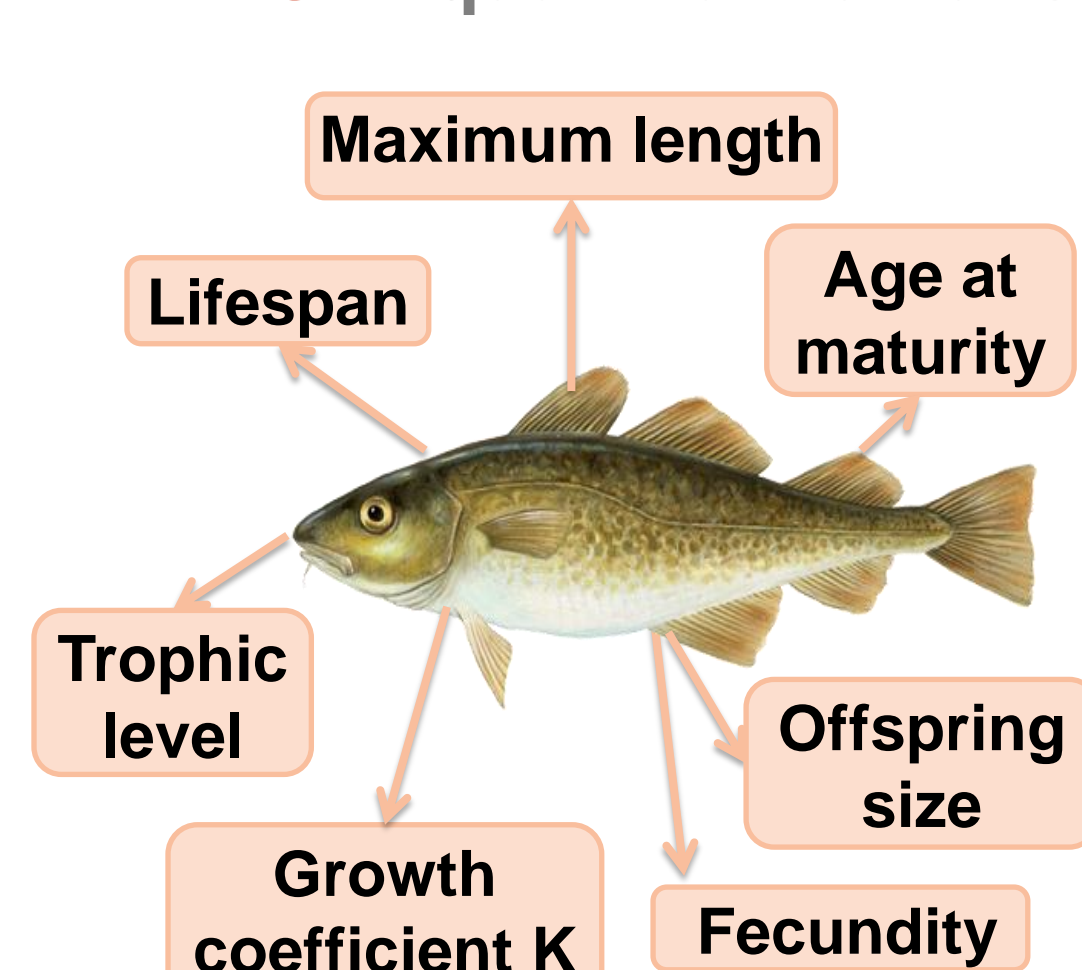 Maximum length
Lifespan
Age at
maturity
Trophic
level
Offspring
size
Growth
coefficient K
Fecundity